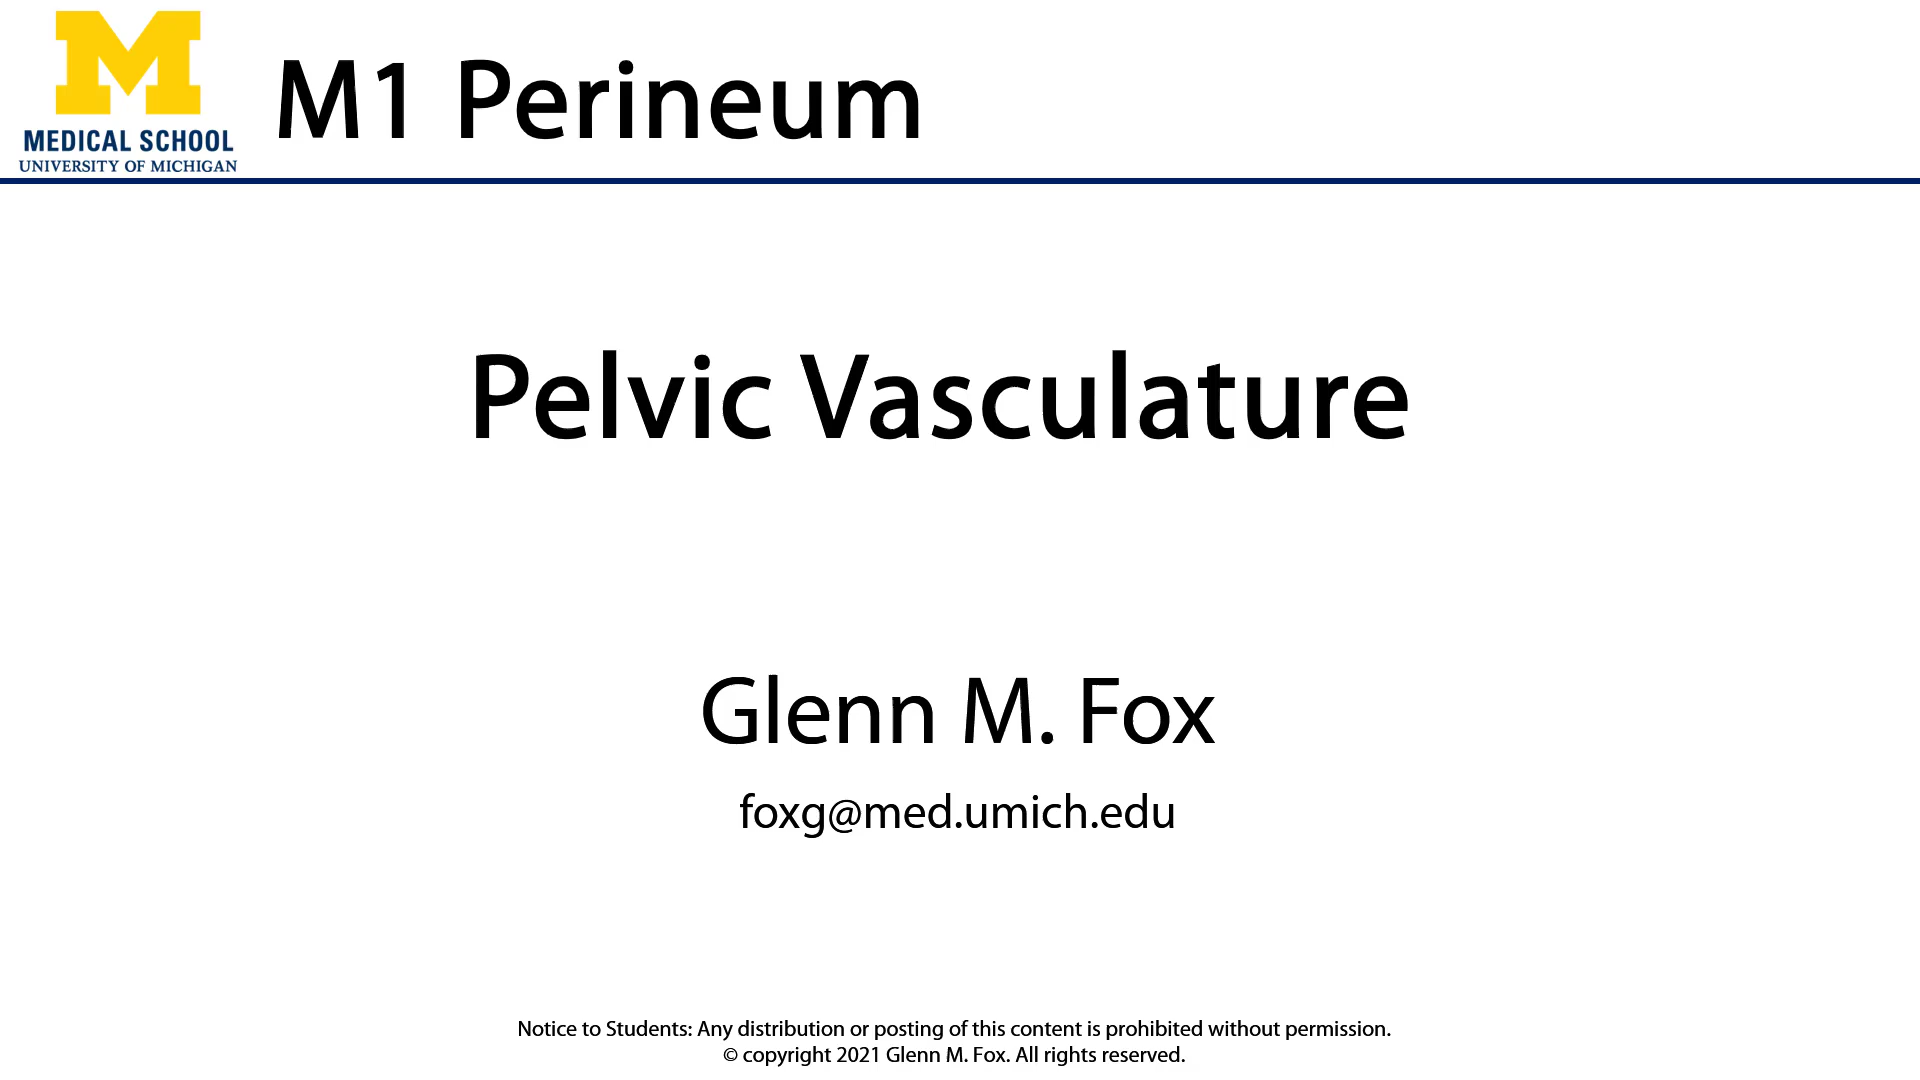 M
MEDICAL SCHOOL
UNIVERSITY OF MICHIGAN
M1 Perineum
Pelvic Vasculature
Glenn M. Fox
foxg@med.umich.edu
Notice to Students: Any distribution or posting of this content is prohibited without permission.
© copyright 2021 Glenn M. Fox. All rights reserved.